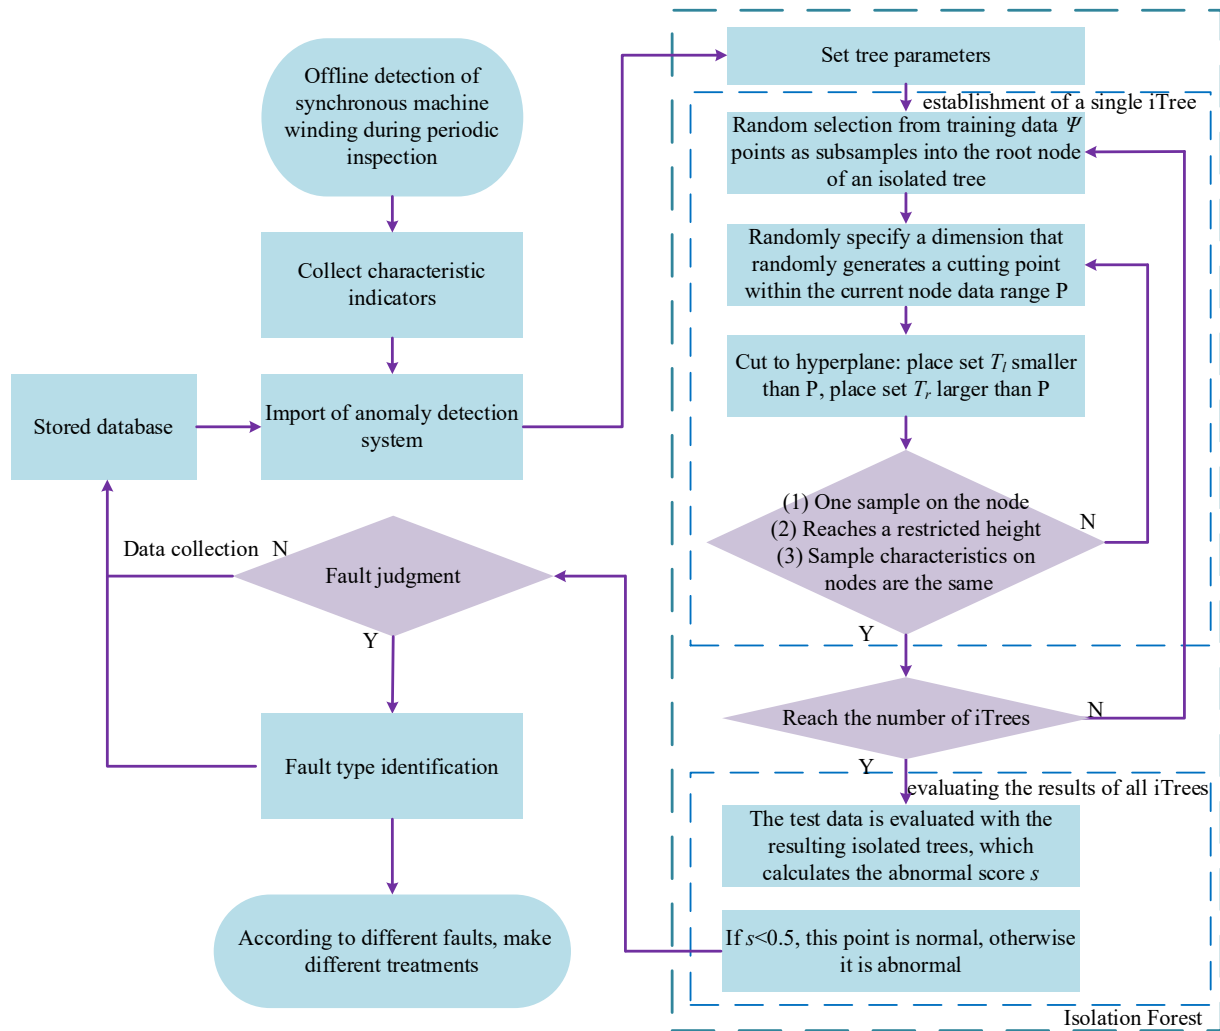 Offline detection of
synchronous machine
winding during periodic
inspection
Collect characteristic
indicators
Stored database
Import of anomaly detection
system
Data collection N
Fault judgment
Y
Fault type identification
According to different faults, make
different treatments
Set tree parameters
establishment of a single iTree
Random selection from training data Ψ
points as subsamples into the root node
of an isolated tree
Randomly specify a dimension that
randomly generates a cutting point
within the current node data range P
Cut to hyperplane: place set Tl smaller
than P, place set Tr larger than P
(1) One sample on the node
(2) Reaches a restricted height
(3) Sample characteristics on
nodes are the same
N
Y
Reach the number of iTrees
N
Y
evaluating the results of all iTrees
The test data is evaluated with the
resulting isolated trees, which
calculates the abnormal score s
If s<0.5, this point is normal, otherwise
it is abnormal
Isolation Forest